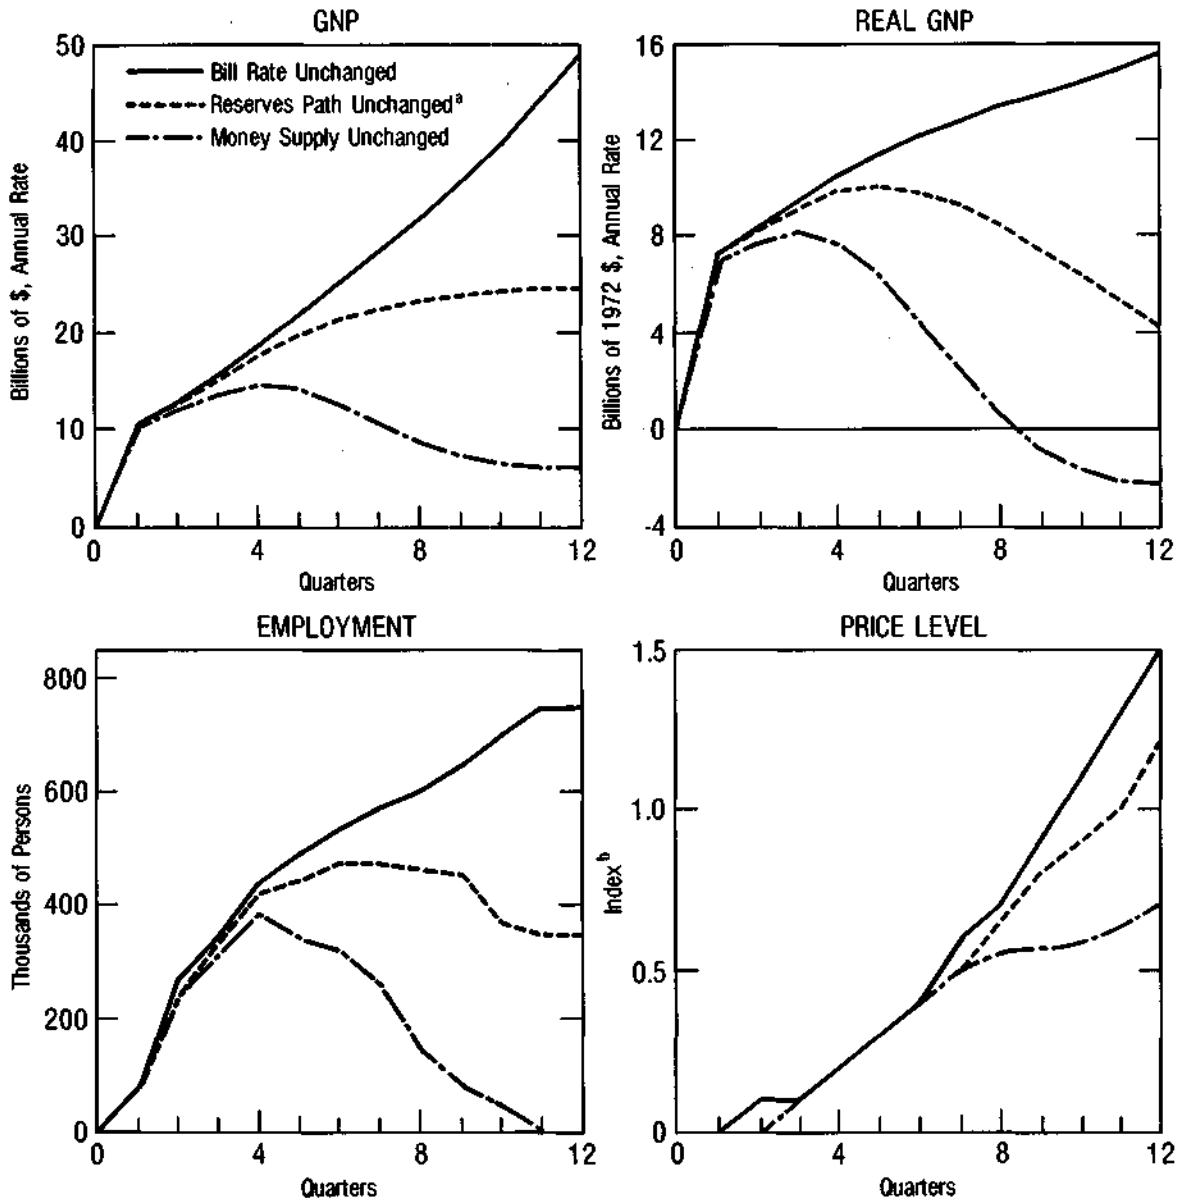 GNP
50
40
30
20
10
0
Bill Rate Unchanged
Reserves Path Unchangedᵃ
Money Supply Unchanged
Billions of $, Annual Rate
0 4 8 12
Quarters
REAL GNP
16
12
8
4
0
-4
Billions of 1972 $, Annual Rate
0 4 8 12
Quarters
EMPLOYMENT
800
600
400
200
0
Thousands of Persons
0 4 8 12
Quarters
PRICE LEVEL
1.5
1.0
0.5
0
Indexᵇ
0 4 8 12
Quarters